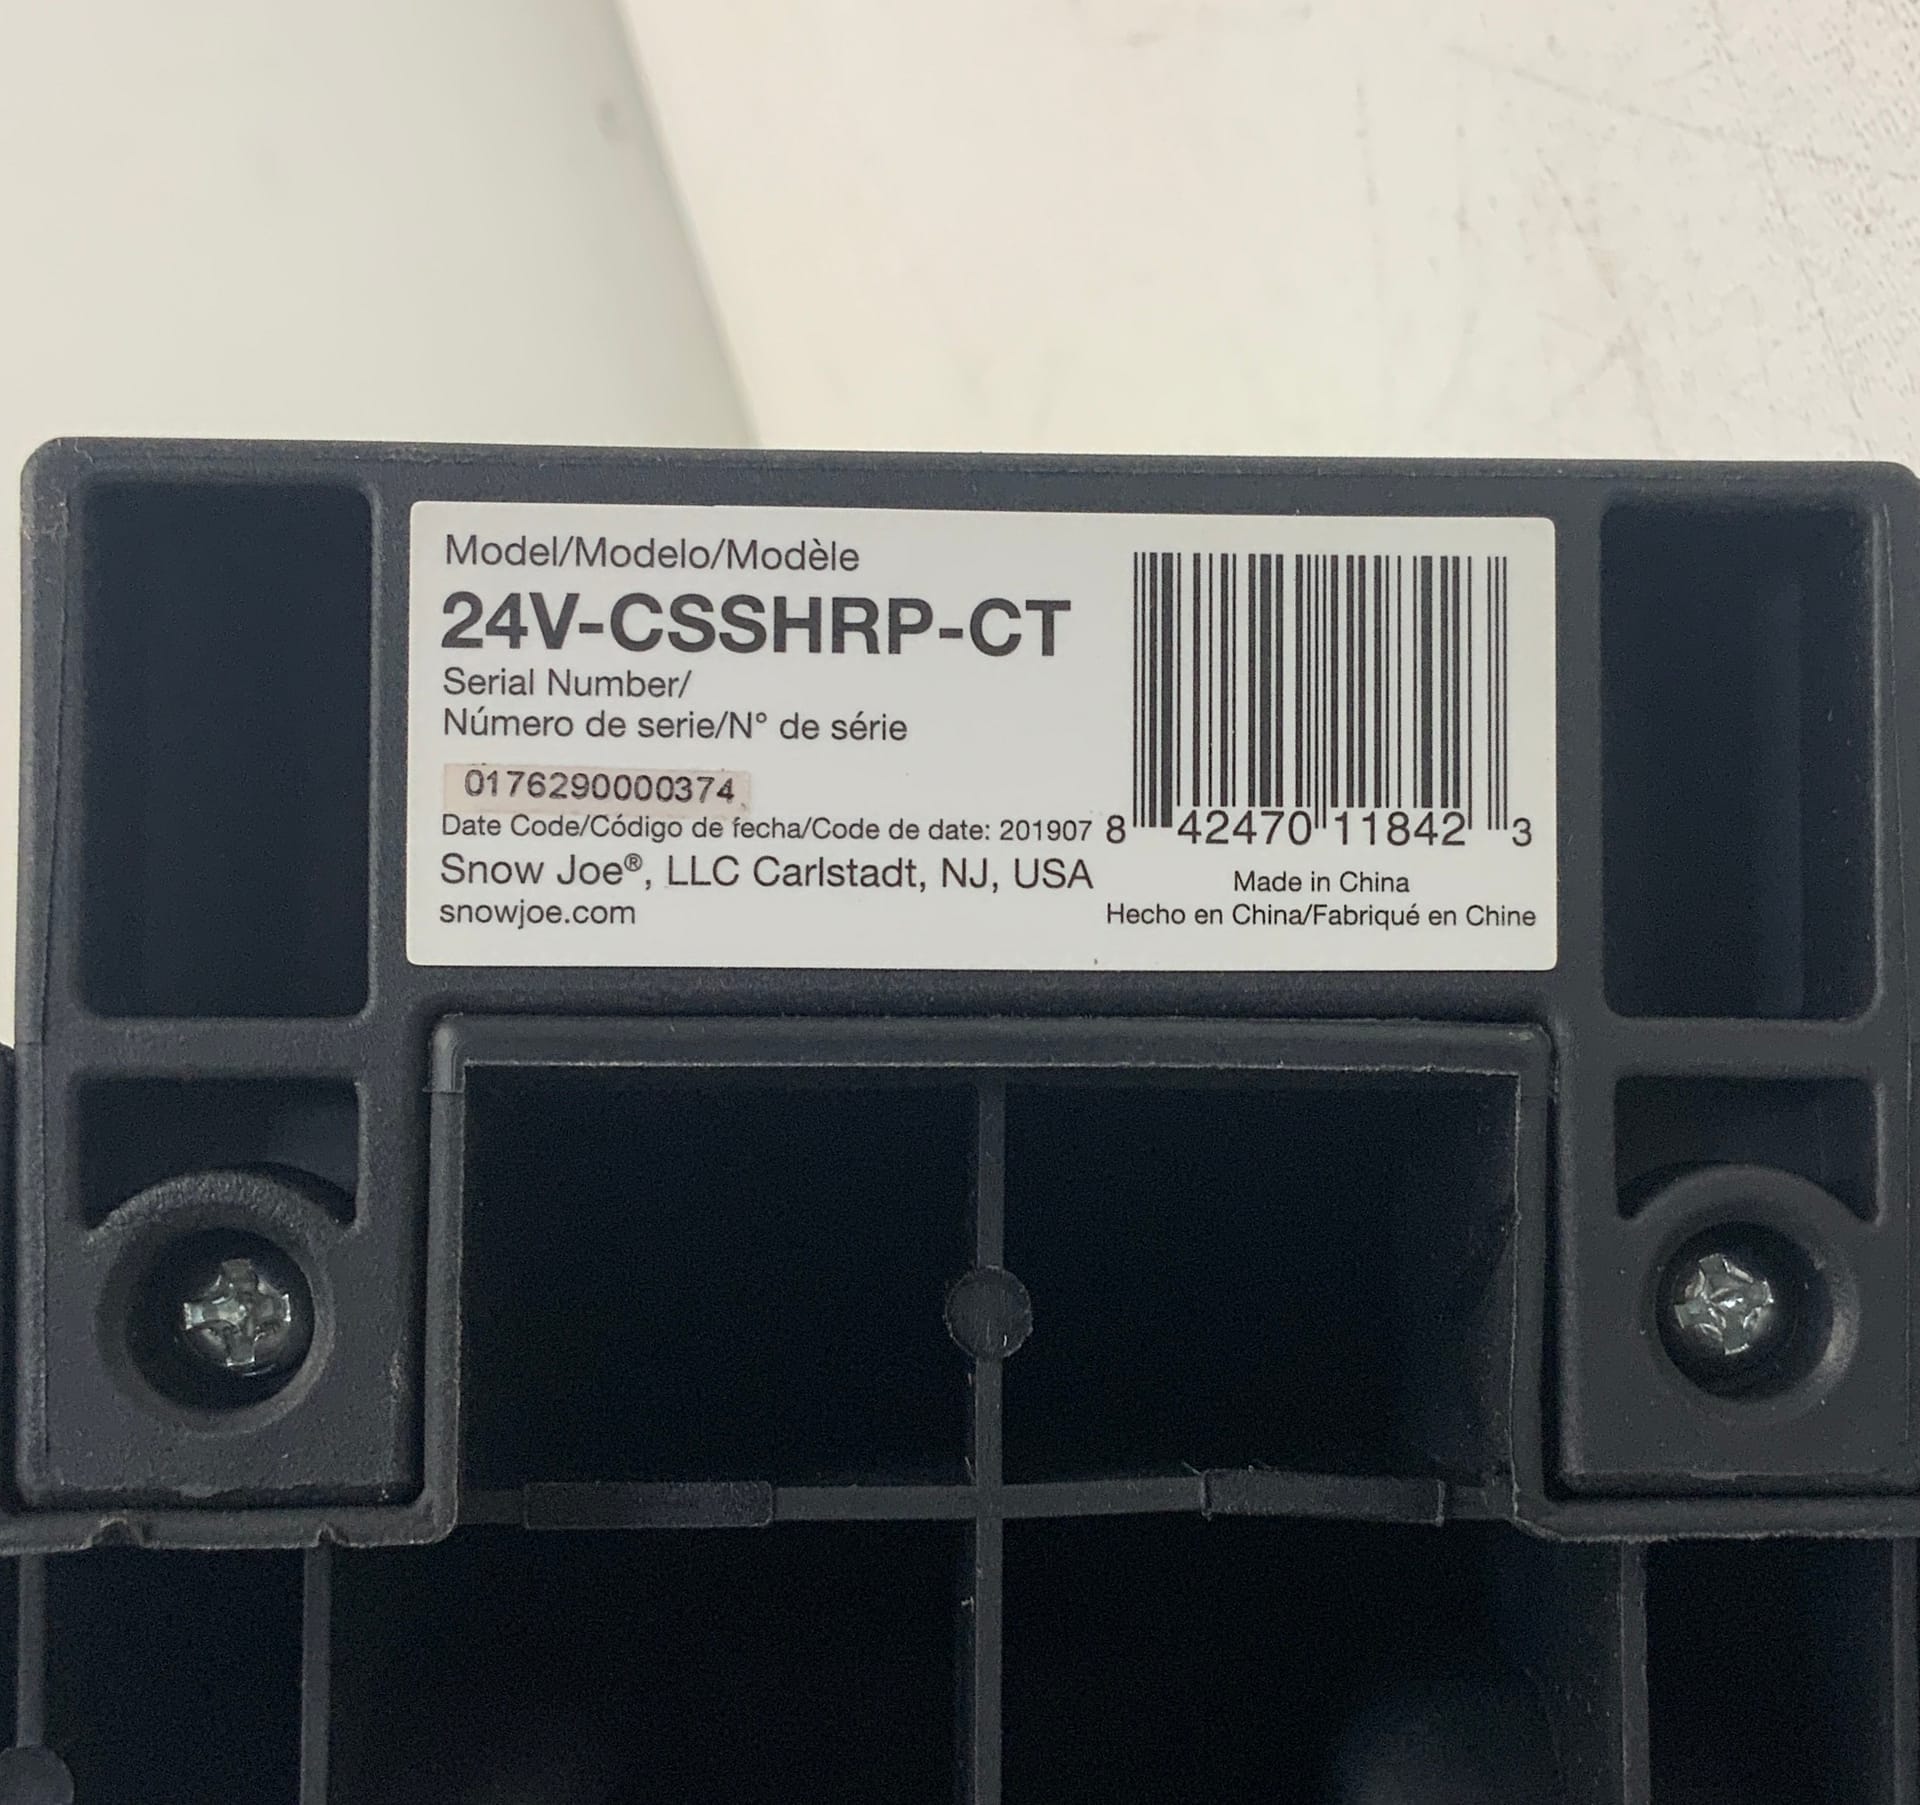 Model/Modelo/Modèle
24V-CSSHRP-CT
Serial Number/
Número de serie/N° de série
0176290000374
Date Code/Código de fecha/Code de date: 201907
Snow Joe®, LLC Carlstadt, NJ, USA
snowjoe.com
8 42470 11842 3
Made in China
Hecho en China/Fabriqué en Chine